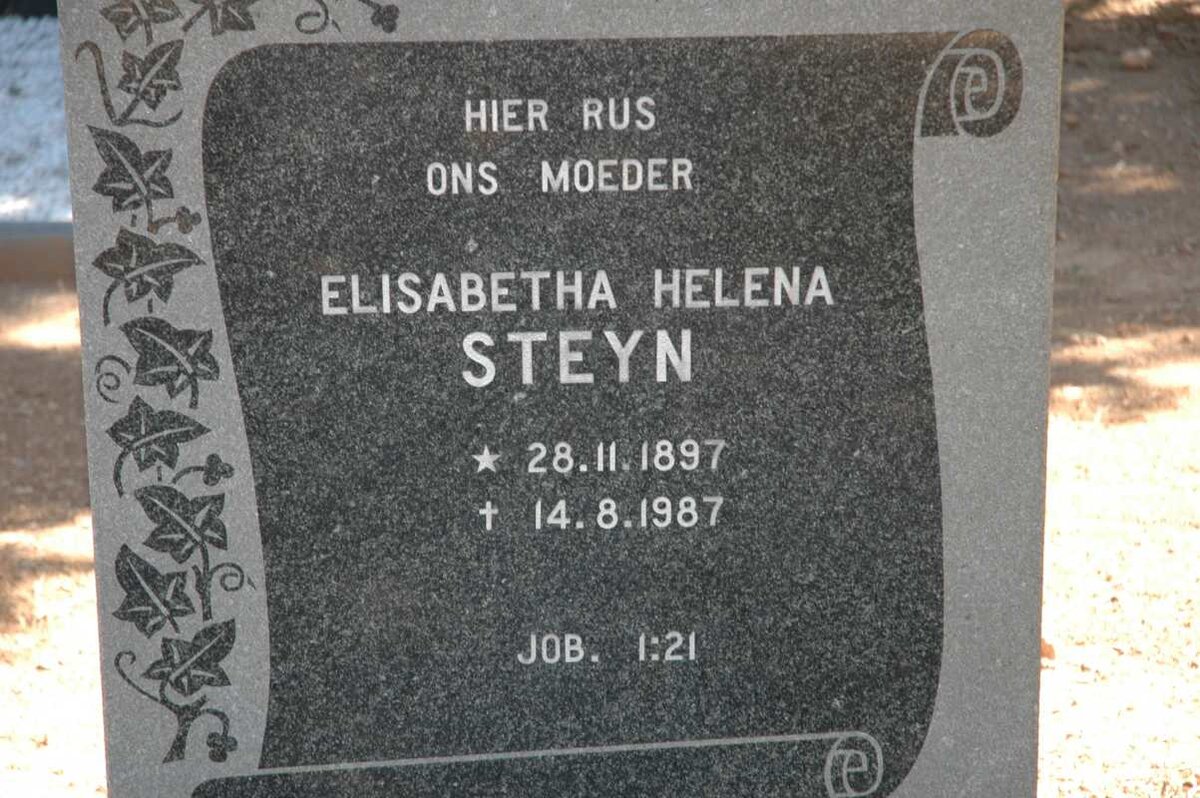 HIER RUS
ONS MOEDER
ELISABETHA HELENA
STEYN
★ 28.11.1897
† 14.8.1987
JOB. 1:21